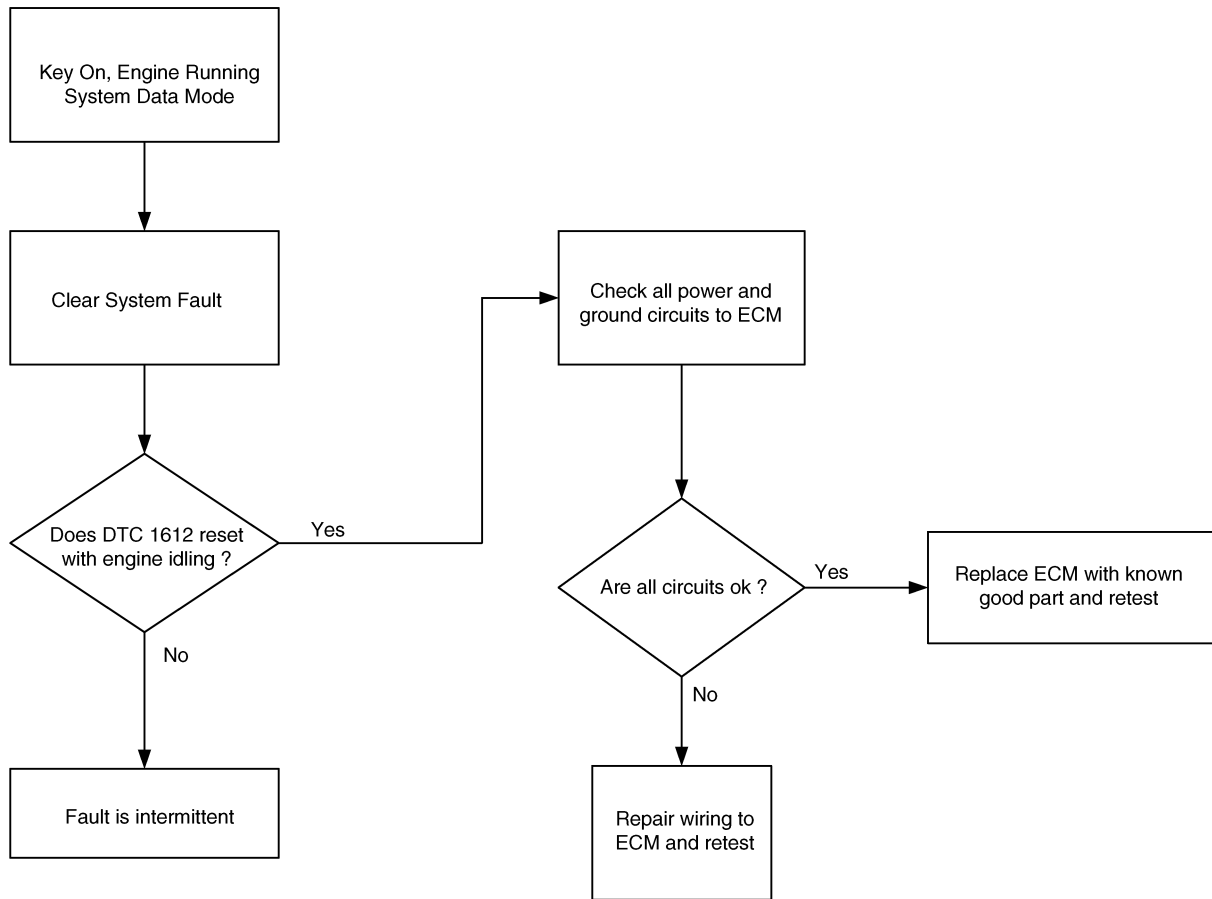 Key On, Engine Running
System Data Mode
Clear System Fault
Does DTC 1612 reset
with engine idling ?
Yes
No
Fault is intermittent
Check all power and
ground circuits to ECM
Are all circuits ok ?
Yes
No
Replace ECM with known
good part and retest
Repair wiring to
ECM and retest